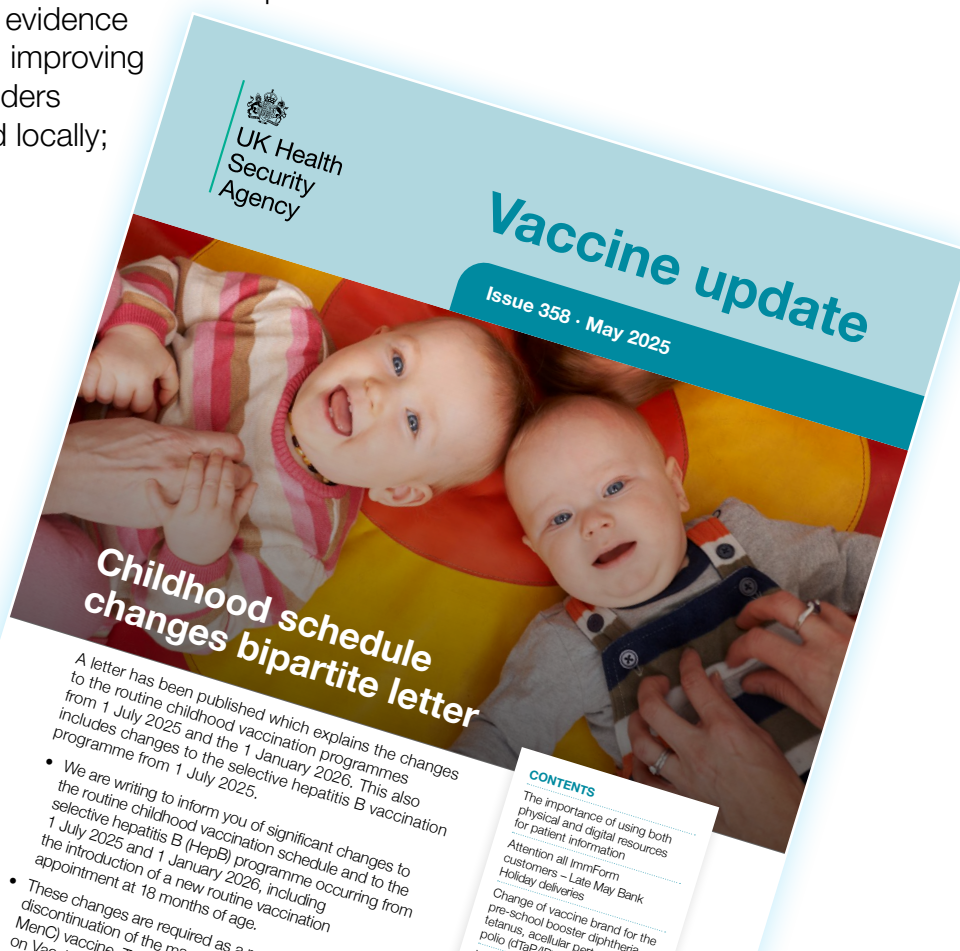 evidence
improving
ders
locally;
UK Health
Security
Agency
Vaccine update
Issue 358 · May 2025
Childhood schedule
changes bipartite letter
A letter has been published which explains the changes
to the routine childhood vaccination programmes
from 1 July 2025 and the 1 January 2026. This also
includes changes to the selective hepatitis B vaccination
programme from 1 July 2025.
• We are writing to inform you of significant changes to
the routine childhood vaccination schedule and to the
selective hepatitis B (HepB) programme occurring from
1 July 2025 and 1 January 2026, including
the introduction of a new routine vaccination
appointment at 18 months of age.
• These changes are required as a
discontinuation of the
MenC) vaccine.
on
CONTENTS
The importance of using both
physical and digital resources
for patient information
Attention all ImmForm
customers – Late May Bank
Holiday deliveries
Change of vaccine brand for the
pre-school booster diphtheria,
tetanus, acellular
polio